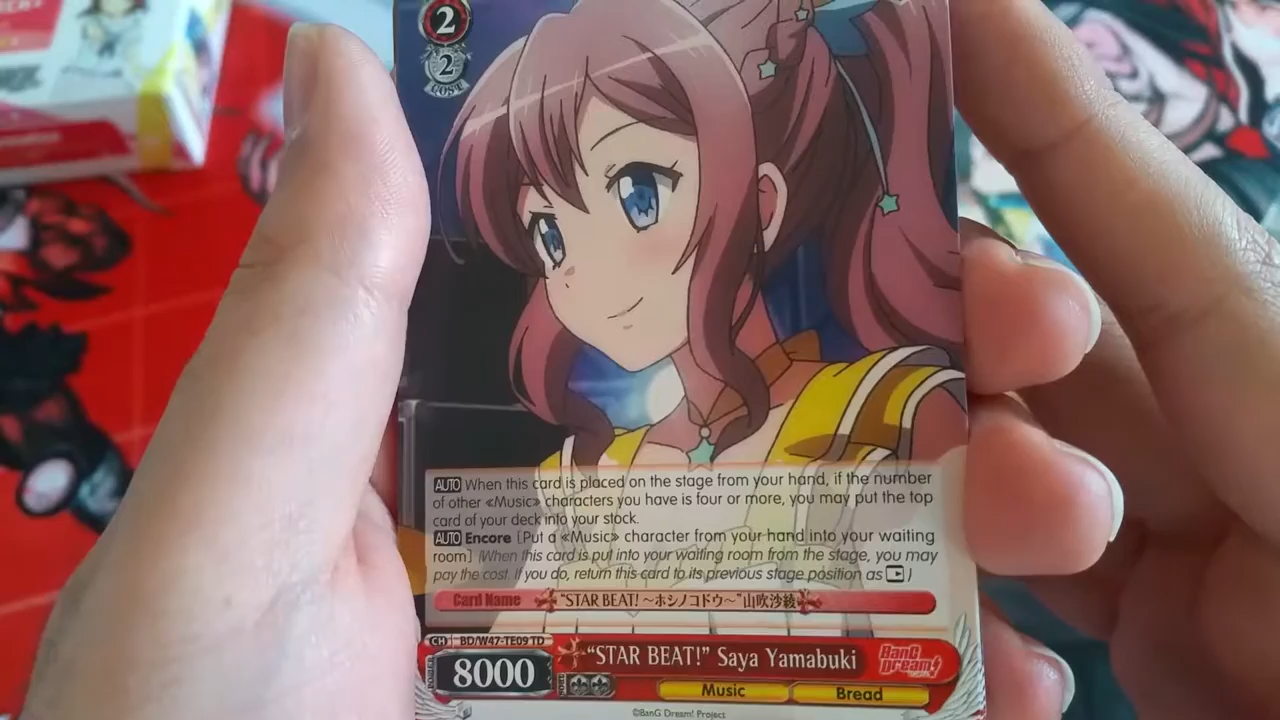 2
2
COST
AUTO When this card is placed on the stage from your hand, if the number
of other «Music» characters you have is four or more, you may put the top
card of your deck into your stock.
AUTO Encore [Put a «Music» character from your hand into your waiting
room] (When this card is put into your waiting room from the stage, you may
pay the cost. If you do, return this card to its previous stage position as )
Card Name "STAR BEAT! ～ホシノコドウ～"山吹沙綾
CH BD/W47-TE09 TD
POWER 8000 SOUL
"STAR BEAT!" Saya Yamabuki
BanG Dream!
Music Bread
©BanG Dream! Project